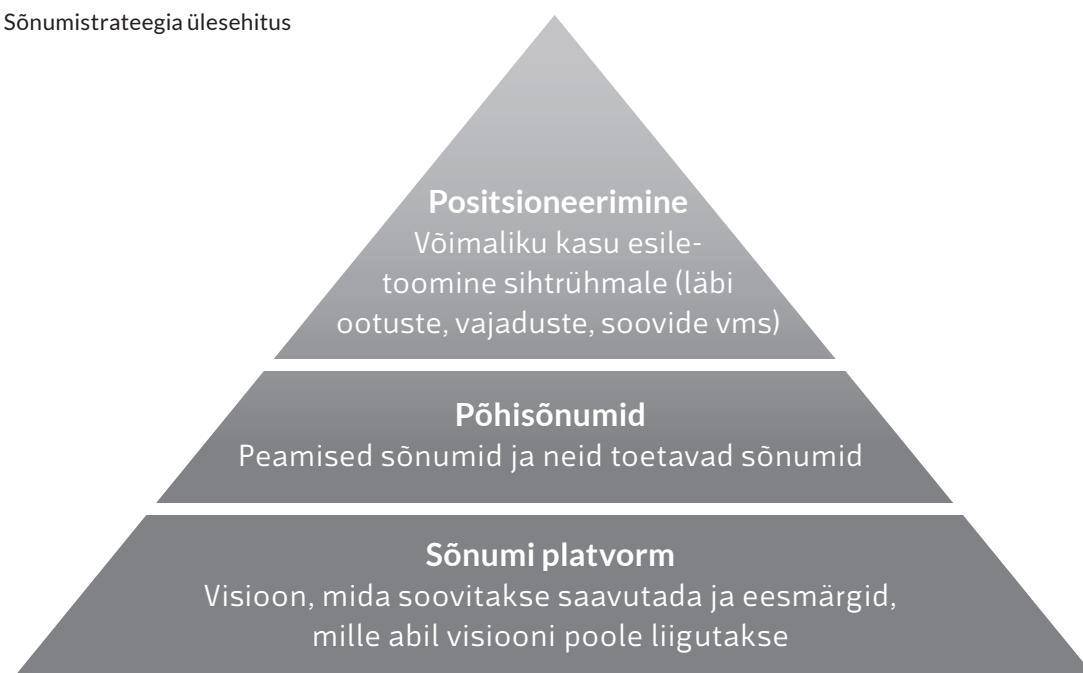 Sõnumistrateegia ülesehitus
Positsioneerimine
Võimaliku kasu esile-
toomine sihtrühmale (läbi
ootuste, vajaduste, soovide vms)
Põhisõnumid
Peamised sõnumid ja neid toetavad sõnumid
Sõnumi platvorm
Visioon, mida soovitakse saavutada ja eesmärgid,
mille abil visiooni poole liigutakse